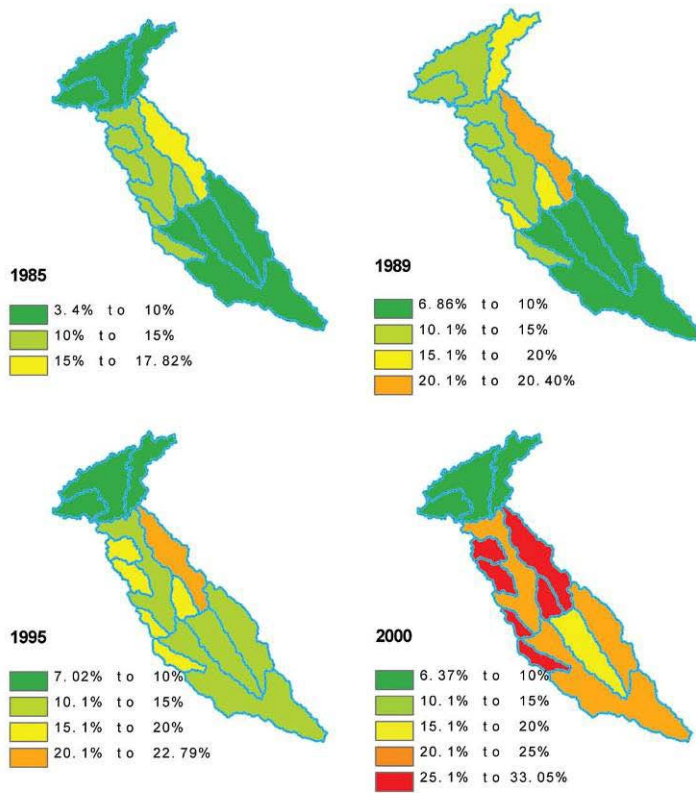 1985
3.4% to 10%
10% to 15%
15% to 17.82%
1989
6.86% to 10%
10.1% to 15%
15.1% to 20%
20.1% to 20.40%
1995
7.02% to 10%
10.1% to 15%
15.1% to 20%
20.1% to 22.79%
2000
6.37% to 10%
10.1% to 15%
15.1% to 20%
20.1% to 25%
25.1% to 33.05%